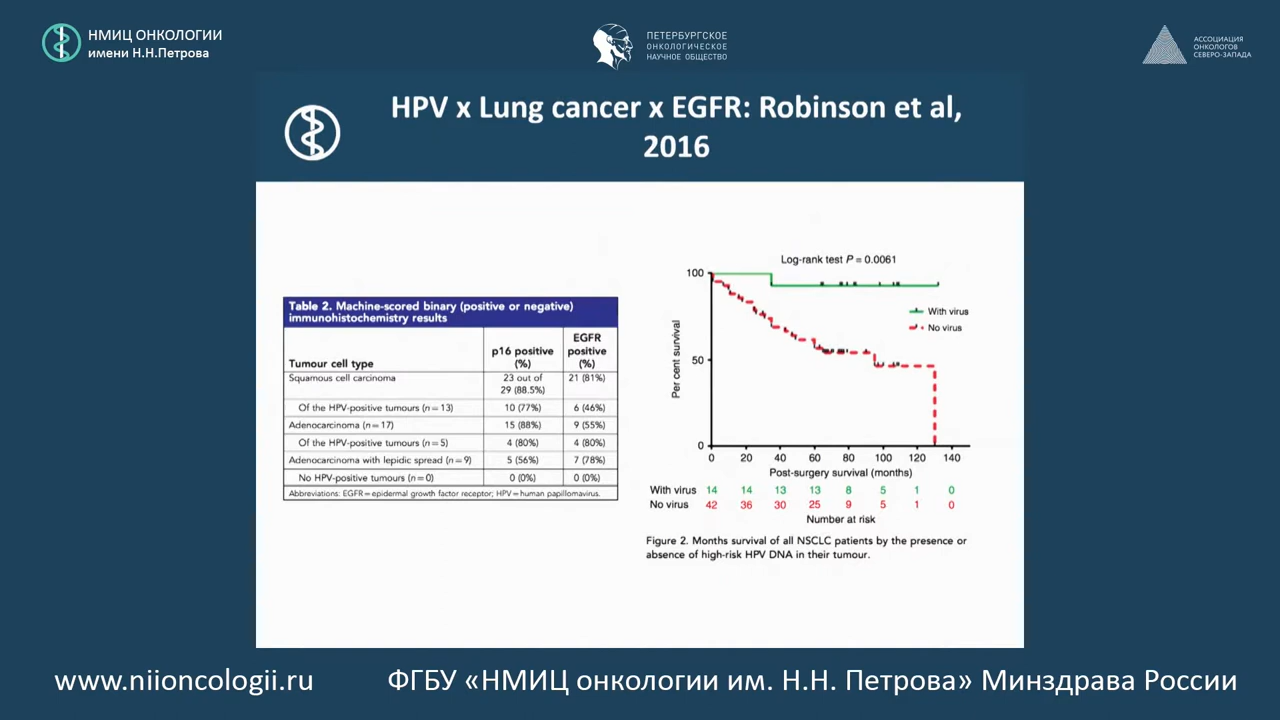 НМИЦ ОНКОЛОГИИ
имени Н.Н.Петрова
ПЕТЕРБУРГСКОЕ
ОНКОЛОГИЧЕСКОЕ
НАУЧНОЕ ОБЩЕСТВО
АССОЦИАЦИЯ
ОНКОЛОГОВ
СЕВЕРО-ЗАПАДА
HPV x Lung cancer x EGFR: Robinson et al,
2016
Table 2. Machine-scored binary (positive or negative)
immunohistochemistry results
Tumour cell type p16 positive (%) EGFR positive (%)
Squamous cell carcinoma 23 out of 29 (88.5%) 21 (81%)
Of the HPV-positive tumours (n=13) 10 (77%) 6 (46%)
Adenocarcinoma (n=17) 15 (88%) 9 (55%)
Of the HPV-positive tumours (n=5) 4 (80%) 4 (80%)
Adenocarcinoma with lepidic spread (n=9) 5 (56%) 7 (78%)
No HPV-positive tumours (n=0) 0 (0%) 0 (0%)
Abbreviations: EGFR=epidermal growth factor receptor; HPV=human papillomavirus.
Log-rank test P = 0.0061
Per cent survival
100
50
0
With virus
No virus
0 20 40 60 80 100 120 140
Post-surgery survival (months)
With virus 14 14 13 13 8 5 1 0
No virus 42 36 30 25 9 5 1 0
Number at risk
Figure 2. Months survival of all NSCLC patients by the presence or
absence of high-risk HPV DNA in their tumour.
www.niioncologii.ru ФГБУ «НМИЦ онкологии им. Н.Н. Петрова» Минздрава России